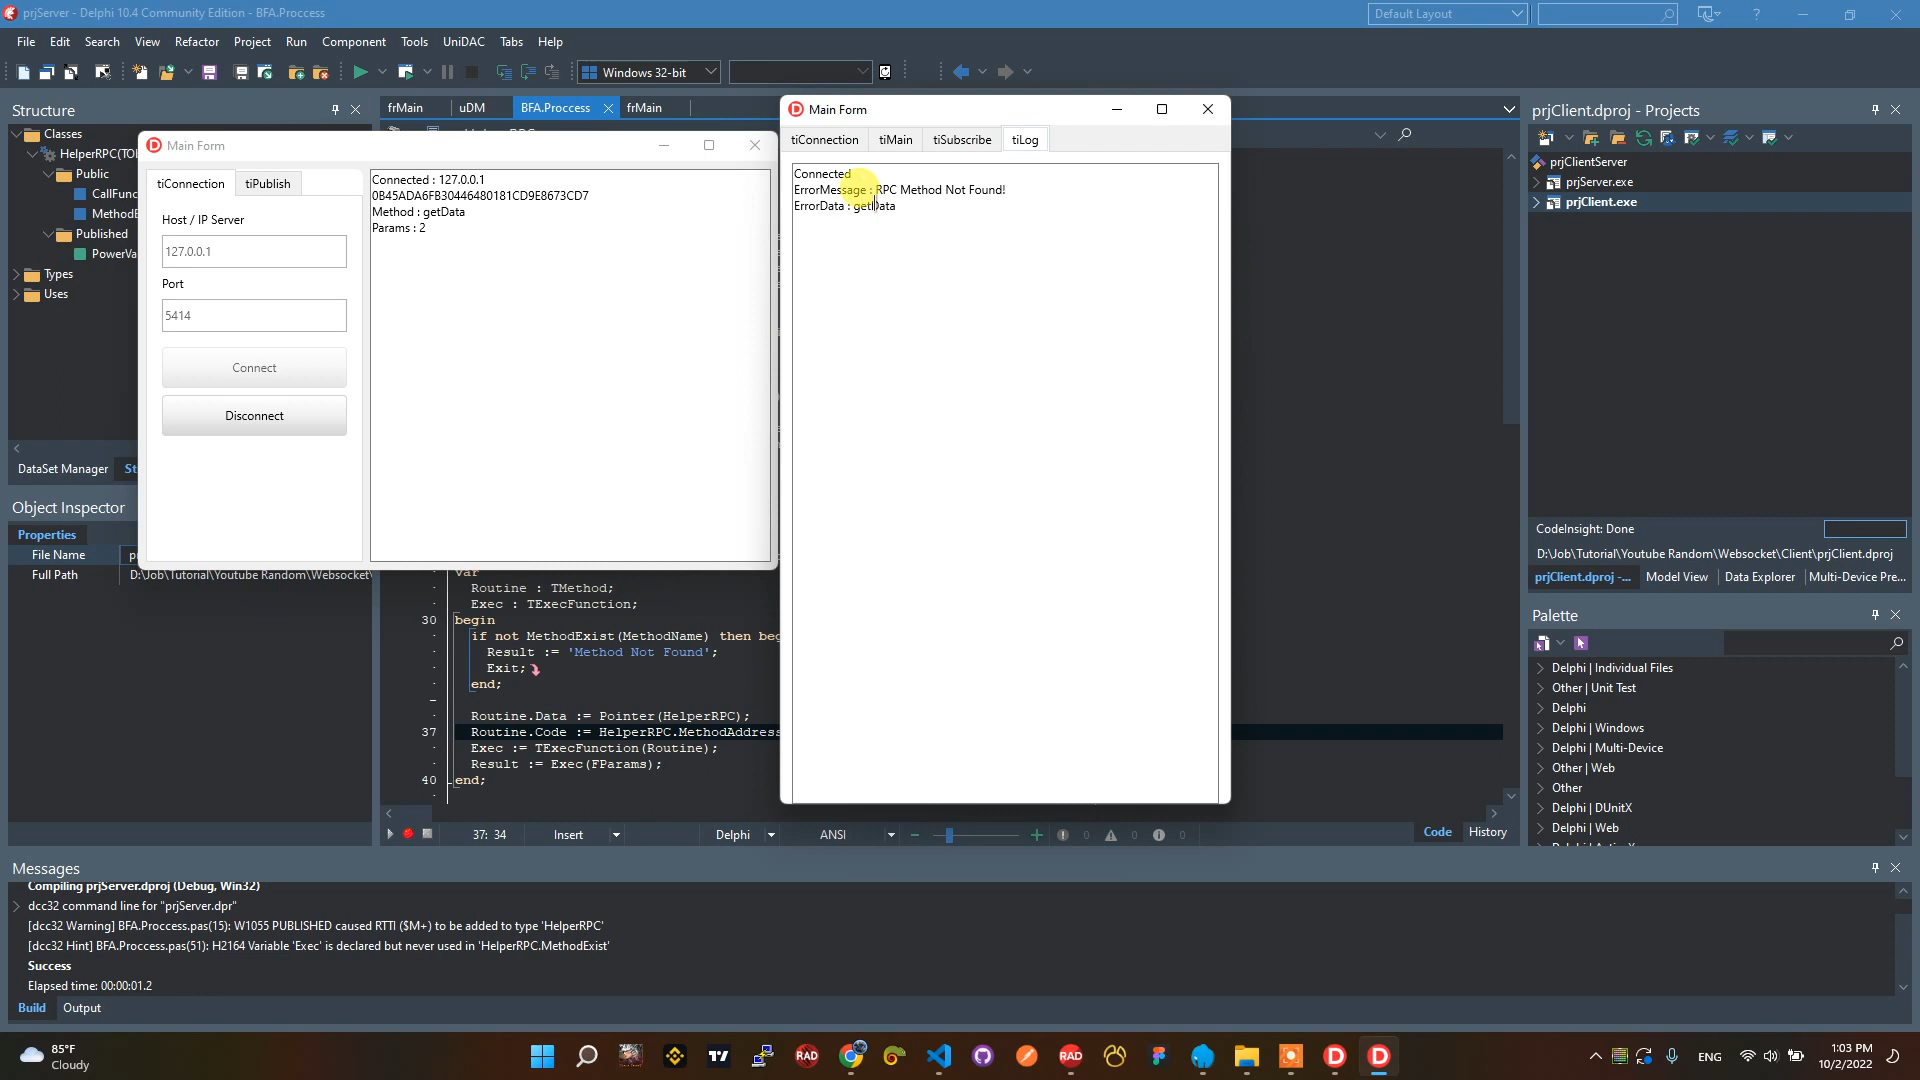 prjServer - Delphi 10.4 Community Edition - BFA.Proccess
Default Layout
File Edit Search View Refactor Project Run Component Tools UniDAC Tabs Help
Windows 32-bit
Structure
Classes
HelperRPC(TOI
Public
CallFunc
MethodE
Published
PowerVa
Types
Uses
DataSet Manager
St
Object Inspector
Properties
File Name
pr
Full Path
D:\Job\Tutorial\Youtube Random\Websocket\
frMain
uDM
BFA.Proccess
frMain
Main Form
tiConnection
tiPublish
Host / IP Server
127.0.0.1
Port
5414
Connect
Disconnect
Connected : 127.0.0.1
0B45ADA6FB30446480181CD9E8673CD7
Method : getData
Params : 2
Main Form
tiConnection
tiMain
tiSubscribe
tiLog
Connected
ErrorMessage : RPC Method Not Found!
ErrorData : getData
var
Routine : TMethod;
Exec : TExecFunction;
30
begin
if not MethodExist(MethodName) then beg
Result := 'Method Not Found';
Exit;
end;
Routine.Data := Pointer(HelperRPC);
37
Routine.Code := HelperRPC.MethodAddress
Exec := TExecFunction(Routine);
Result := Exec(FParams);
40
end;
37: 34
Insert
Delphi
ANSI
0
0
0
Code
History
prjClient.dproj - Projects
prjClientServer
prjServer.exe
prjClient.exe
CodeInsight: Done
D:\Job\Tutorial\Youtube Random\Websocket\Client\prjClient.dproj
prjClient.dproj -...
Model View
Data Explorer
Multi-Device Pre...
Palette
Delphi | Individual Files
Other | Unit Test
Delphi
Delphi | Windows
Delphi | Multi-Device
Other | Web
Other
Delphi | DUnitX
Delphi | Web
Messages
Compiling prjServer.dproj (Debug, Win32)
dcc32 command line for "prjServer.dpr"
[dcc32 Warning] BFA.Proccess.pas(15): W1055 PUBLISHED caused RTTI ($M+) to be added to type 'HelperRPC'
[dcc32 Hint] BFA.Proccess.pas(51): H2164 Variable 'Exec' is declared but never used in 'HelperRPC.MethodExist'
Success
Elapsed time: 00:00:01.2
Build
Output
85°F
Cloudy
RAD
RAD
ENG
1:03 PM
10/2/2022